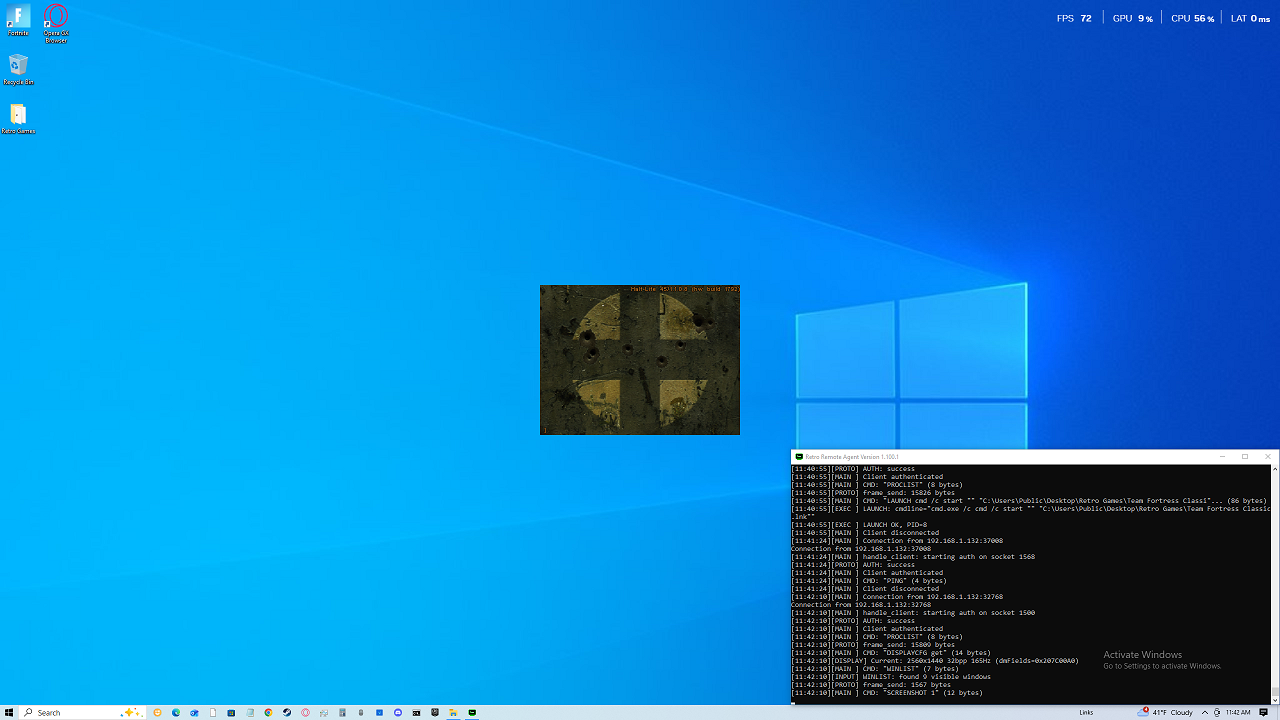 Fortnite
Opera GX
Browser
Recycle Bin
Retro Games
FPS 72 GPU 9 % CPU 56 % LAT 0 ms
Retro Remote Agent Version 1.100.1
[11:40:55][PROTO] AUTH: success
[11:40:55][MAIN ] Client authenticated
[11:40:55][MAIN ] CMD: "PROCLIST" (8 bytes)
[11:40:55][PROTO] frame_send: 15826 bytes
[11:40:55][MAIN ] CMD: "LAUNCH cmd /c start "" "C:\Users\Public\Desktop\Retro Games\Team Fortress Classi"... (86 bytes)
[11:40:55][EXEC ] LAUNCH: cmdline="cmd.exe /c cmd /c start "" "C:\Users\Public\Desktop\Retro Games\Team Fortress Classic
.lnk""
[11:40:55][EXEC ] LAUNCH OK, PID=8
[11:40:55][MAIN ] Client disconnected
[11:41:24][MAIN ] Connection from 192.168.1.132:37008
Connection from 192.168.1.132:37008
[11:41:24][MAIN ] handle_client: starting auth on socket 1568
[11:41:24][PROTO] AUTH: success
[11:41:24][MAIN ] Client authenticated
[11:41:24][MAIN ] CMD: "PING" (4 bytes)
[11:41:24][MAIN ] Client disconnected
[11:42:10][MAIN ] Connection from 192.168.1.132:32768
Connection from 192.168.1.132:32768
[11:42:10][MAIN ] handle_client: starting auth on socket 1500
[11:42:10][PROTO] AUTH: success
[11:42:10][MAIN ] Client authenticated
[11:42:10][MAIN ] CMD: "PROCLIST" (8 bytes)
[11:42:10][PROTO] frame_send: 15809 bytes
[11:42:10][MAIN ] CMD: "DISPLAYCFG get" (14 bytes)
[11:42:10][DISPLAY] Current: 2560x1440 32bpp 165Hz (dmFields=0x207C00A0)
[11:42:10][MAIN ] CMD: "WINLIST" (7 bytes)
[11:42:10][INPUT] WINLIST: found 9 visible windows
[11:42:10][PROTO] frame_send: 1567 bytes
[11:42:10][MAIN ] CMD: "SCREENSHOT 1" (12 bytes)
Activate Windows
Go to Settings to activate Windows.
Search
Links
41°F Cloudy
11:42 AM